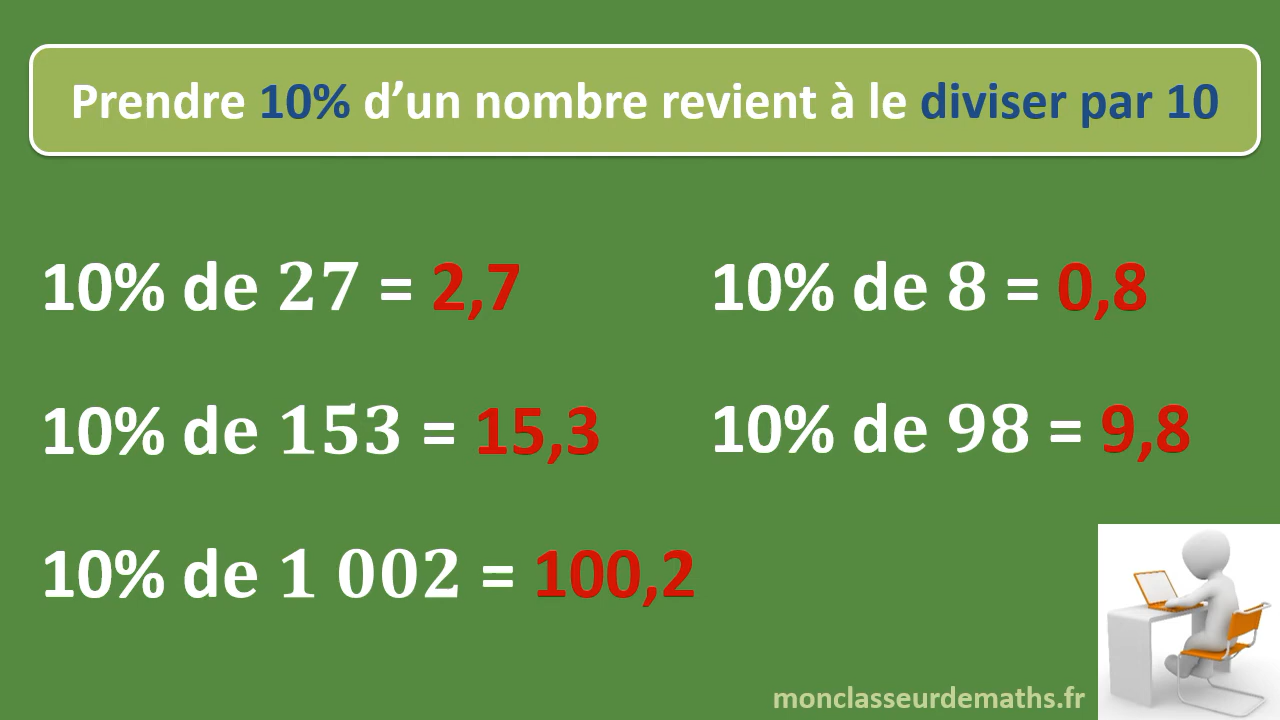 Prendre 10% d’un nombre revient à le diviser par 10
10% de 27 = 2,7
10% de 8 = 0,8
10% de 153 = 15,3
10% de 98 = 9,8
10% de 1 002 = 100,2
monclasseurdemaths.fr